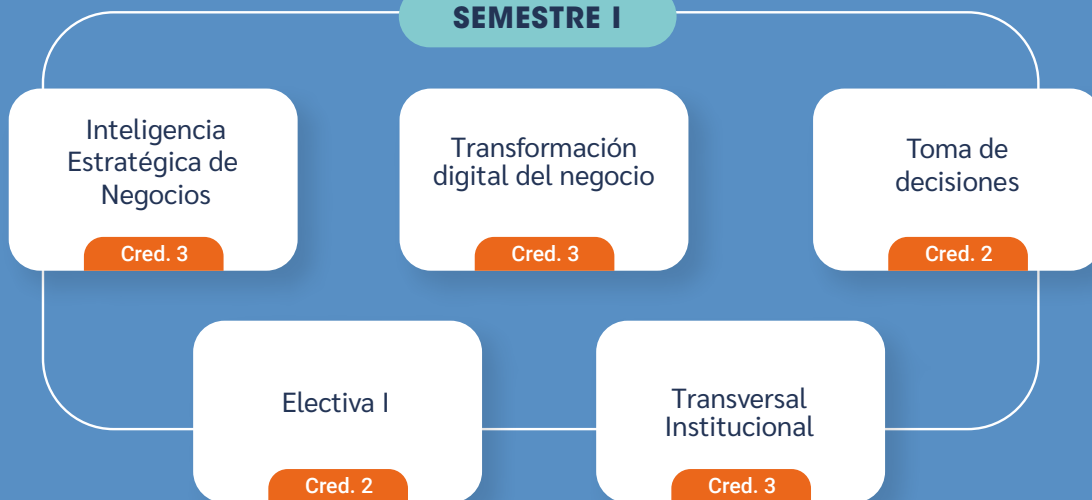 SEMESTRE I
Inteligencia
Estratégica de
Negocios
Cred. 3
Transformación
digital del negocio
Cred. 3
Toma de
decisiones
Cred. 2
Electiva I
Cred. 2
Transversal
Institucional
Cred. 3